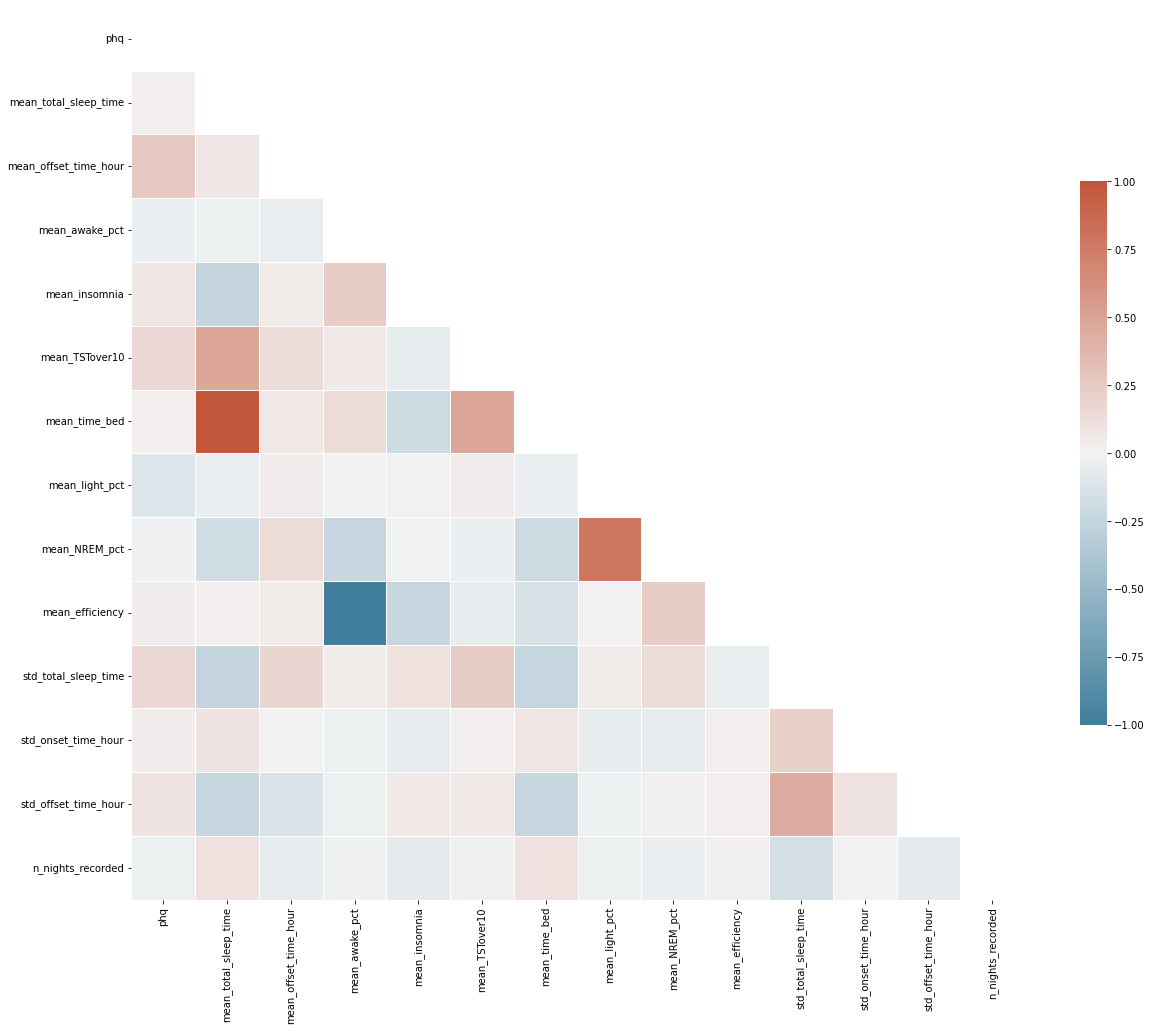 phq
mean_total_sleep_time
mean_offset_time_hour
mean_awake_pct
mean_insomnia
mean_TSTover10
mean_time_bed
mean_light_pct
mean_NREM_pct
mean_efficiency
std_total_sleep_time
std_onset_time_hour
std_offset_time_hour
n_nights_recorded
phq
mean_total_sleep_time
mean_offset_time_hour
mean_awake_pct
mean_insomnia
mean_TSTover10
mean_time_bed
mean_light_pct
mean_NREM_pct
mean_efficiency
std_total_sleep_time
std_onset_time_hour
std_offset_time_hour
n_nights_recorded
1.00
0.75
0.50
0.25
0.00
−0.25
−0.50
−0.75
−1.00